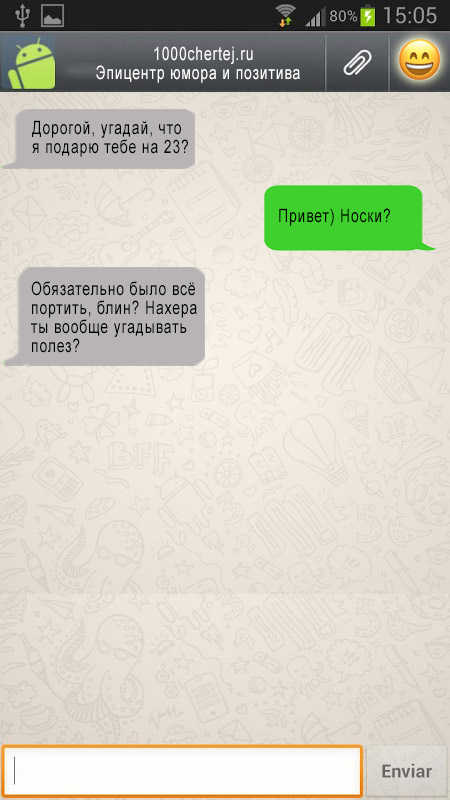 80% 15:05
1000chertej.ru
Эпицентр юмора и позитива
Дорогой, угадай, что
я подарю тебе на 23?
Привет) Носки?
Обязательно было всё
портить, блин? Нахера
ты вообще угадывать
полез?
BFF
Enviar